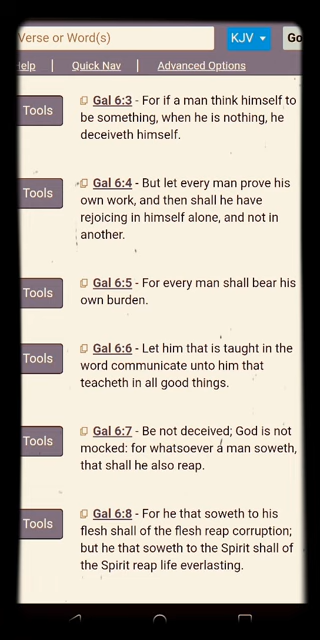 Verse or Word(s)
KJV
Go
Help
Quick Nav
Advanced Options
Tools
Gal 6:3 - For if a man think himself to
be something, when he is nothing, he
deceiveth himself.
Tools
Gal 6:4 - But let every man prove his
own work, and then shall he have
rejoicing in himself alone, and not in
another.
Tools
Gal 6:5 - For every man shall bear his
own burden.
Tools
Gal 6:6 - Let him that is taught in the
word communicate unto him that
teacheth in all good things.
Tools
Gal 6:7 - Be not deceived; God is not
mocked: for whatsoever a man soweth,
that shall he also reap.
Tools
Gal 6:8 - For he that soweth to his
flesh shall of the flesh reap corruption;
but he that soweth to the Spirit shall of
the Spirit reap life everlasting.